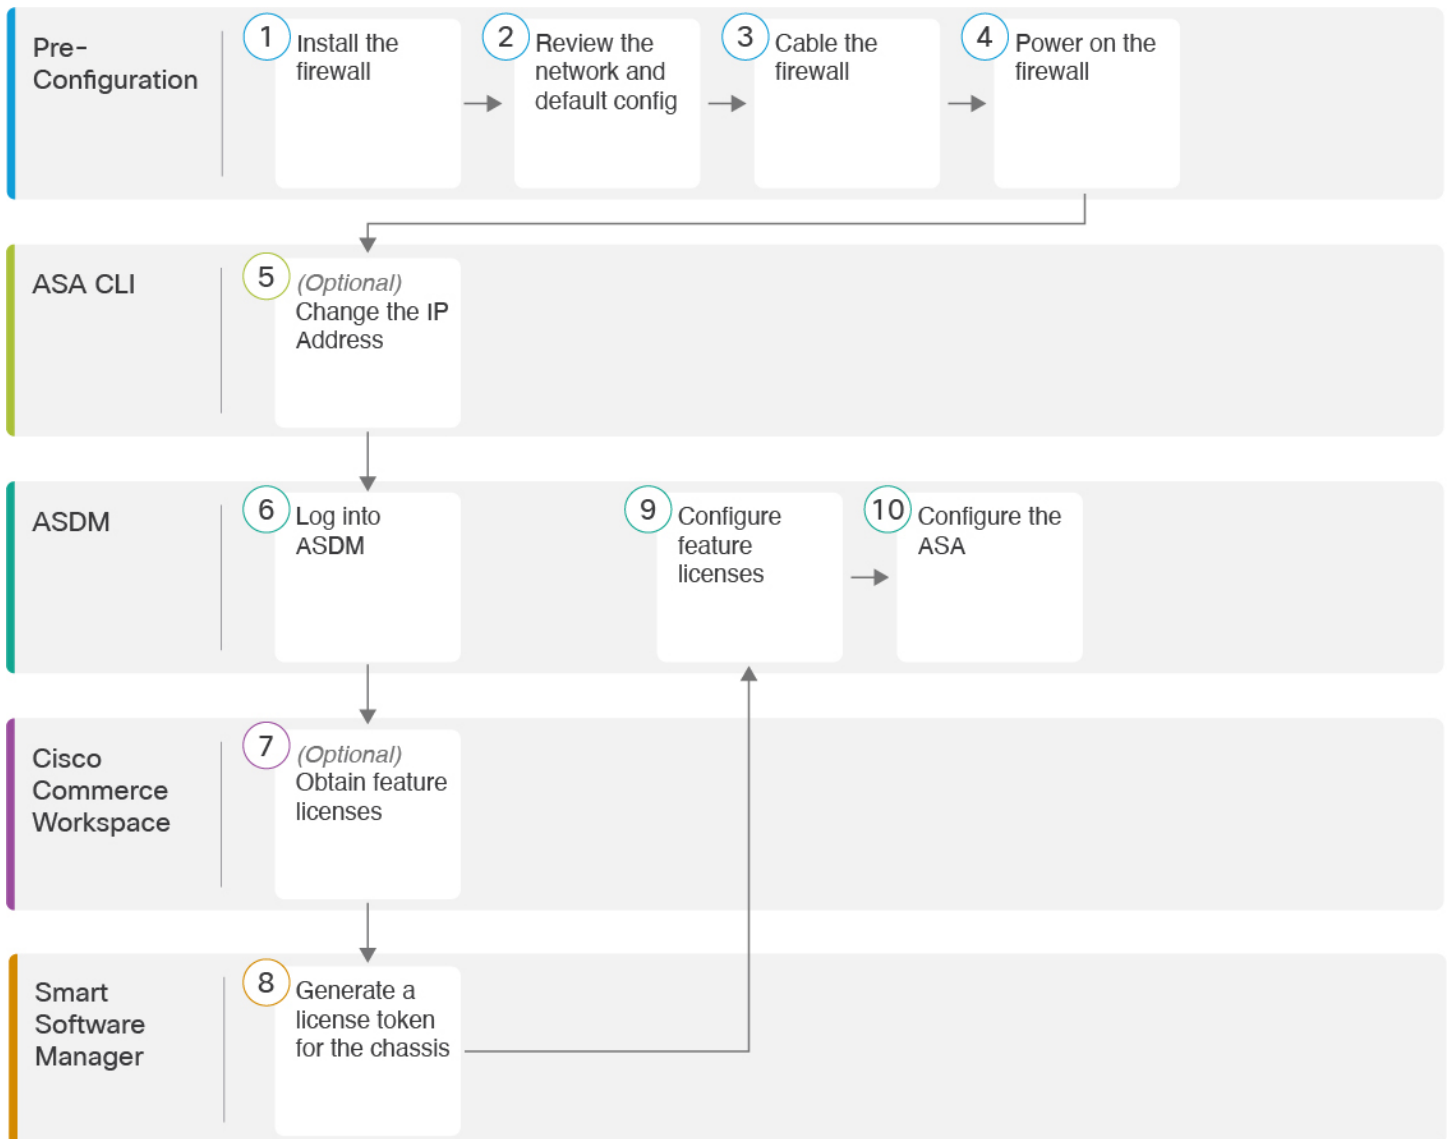 Pre-
Configuration
1
Install the
firewall
2
Review the
network and
default config
3
Cable the
firewall
4
Power on the
firewall
ASA CLI
5
(Optional)
Change the IP
Address
ASDM
6
Log into
ASDM
9
Configure
feature
licenses
10
Configure the
ASA
Cisco
Commerce
Workspace
7
(Optional)
Obtain feature
licenses
Smart
Software
Manager
8
Generate a
license token
for the chassis